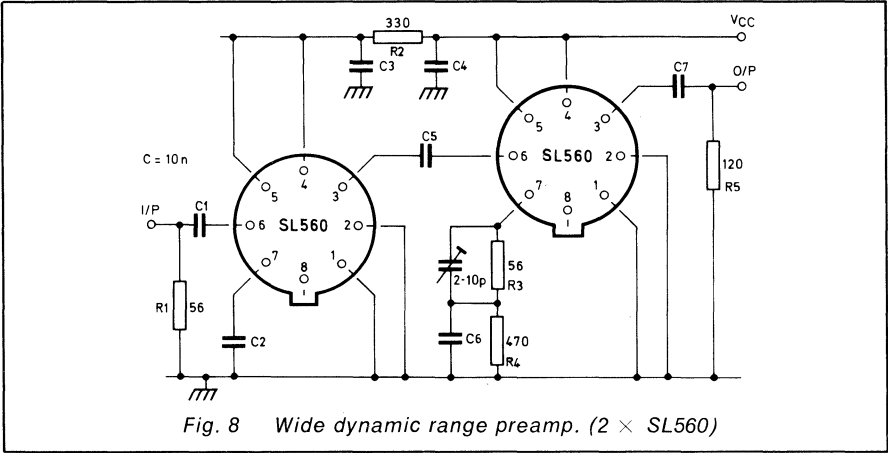 330
VCC
R2
C3
C4
C7
O/P
4
5
3
C5
6
SL560
2
120
R5
C = 10n
7
8
1
4
5
3
I/P
C1
6
SL560
2
7
8
1
2-10p
56
R3
R1
56
C2
C6
470
R4
Fig. 8 Wide dynamic range preamp. (2 × SL560)